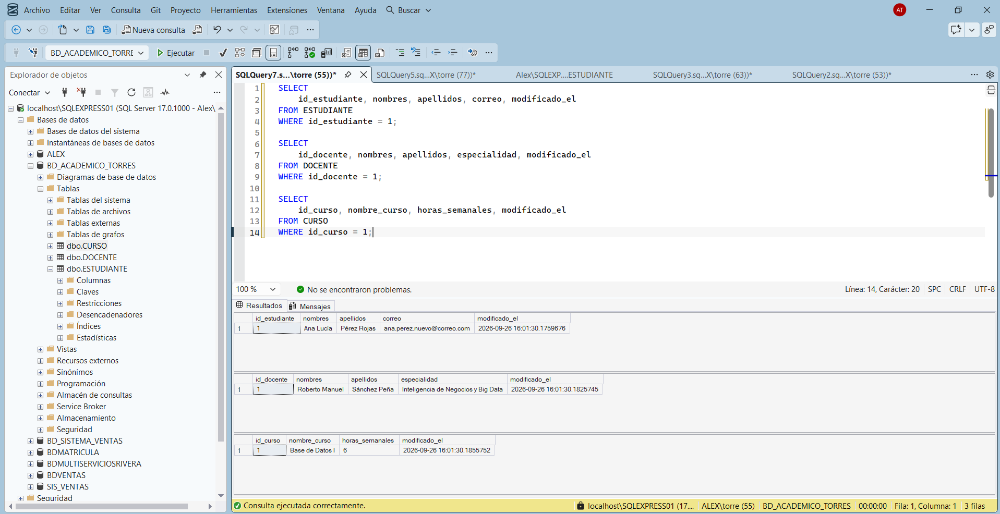 Archivo Editar Ver Consulta Git Proyecto Herramientas Extensiones Ventana Ayuda Buscar AT
Nueva consulta
BD_ACADEMICO_TORRE Ejecutar
Explorador de objetos
Conectar
localhost\SQLEXPRESS01 (SQL Server 17.0.1000 - Alex\
Bases de datos
Bases de datos del sistema
Instantáneas de bases de datos
ALEX
BD_ACADEMICO_TORRES
Diagramas de base de datos
Tablas
Tablas del sistema
Tablas de archivos
Tablas externas
Tablas de grafos
dbo.CURSO
dbo.DOCENTE
dbo.ESTUDIANTE
Columnas
Claves
Restricciones
Desencadenadores
Índices
Estadísticas
Vistas
Recursos externos
Sinónimos
Programación
Almacén de consultas
Service Broker
Almacenamiento
Seguridad
BD_SISTEMA_VENTAS
BDMATRICULA
BDMULTISERVICIOSRIVERA
BDVENTAS
SIS_VENTAS
Seguridad
SQLQuery7.s...\torre (55))* SQLQuery5.sq...X\torre (77))* Alex\SQLEXP....ESTUDIANTE SQLQuery3.sq...X\torre (63))* SQLQuery2.sq...X\torre (53))*
1 SELECT
2 id_estudiante, nombres, apellidos, correo, modificado_el
3 FROM ESTUDIANTE
4 WHERE id_estudiante = 1;
5
6 SELECT
7 id_docente, nombres, apellidos, especialidad, modificado_el
8 FROM DOCENTE
9 WHERE id_docente = 1;
10
11 SELECT
12 id_curso, nombre_curso, horas_semanales, modificado_el
13 FROM CURSO
14 WHERE id_curso = 1;
100 % No se encontraron problemas. Línea: 14, Carácter: 20 SPC CRLF UTF-8
Resultados Mensajes
id_estudiante nombres apellidos correo modificado_el
1 1 Ana Lucía Pérez Rojas ana.perez.nuevo@correo.com 2026-09-26 16:01:30.1759676
id_docente nombres apellidos especialidad modificado_el
1 1 Roberto Manuel Sánchez Peña Inteligencia de Negocios y Big Data 2026-09-26 16:01:30.1825745
id_curso nombre_curso horas_semanales modificado_el
1 1 Base de Datos I 6 2026-09-26 16:01:30.1855752
Consulta ejecutada correctamente. localhost\SQLEXPRESS01 (17.... ALEX\torre (55) BD_ACADEMICO_TORRES 00:00:00 Fila: 1, Columna: 1 3 filas